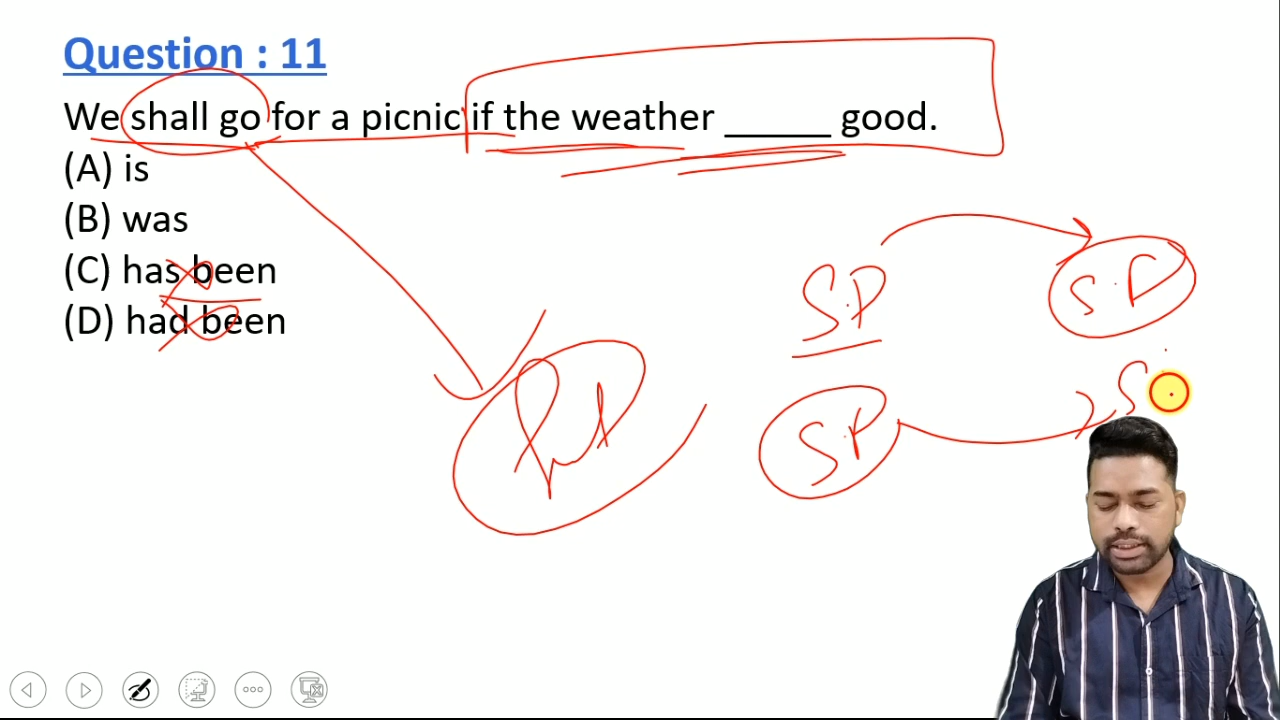 Question : 11
We shall go for a picnic if the weather ______ good.
(A) is
(B) was
(C) has been
(D) had been
S.P
S.P
S.P
S